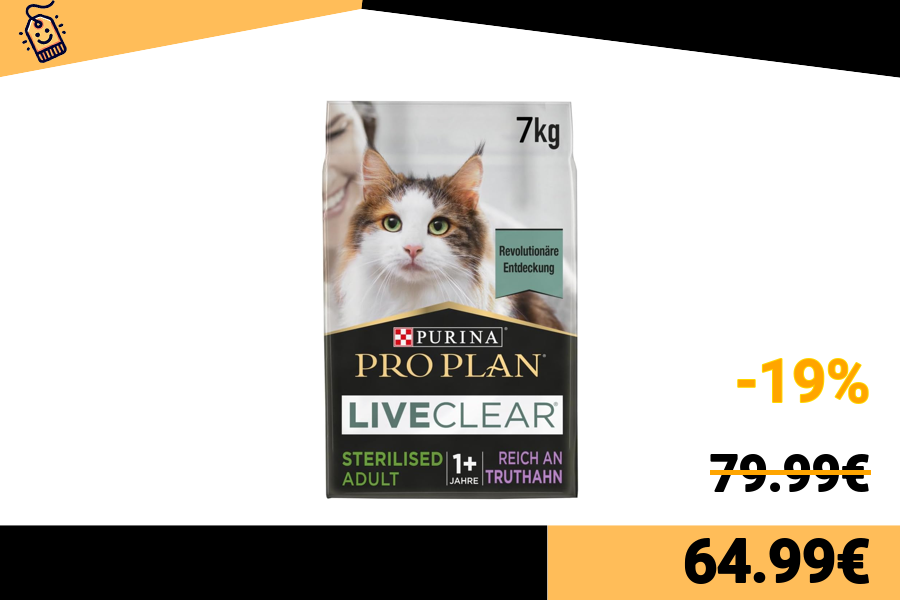 7kg
Revolutionäre
Entdeckung
PURINA
PRO PLAN
LIVECLEAR
STERILISED
ADULT
1+
JAHRE
REICH AN
TRUTHAHN
-19%
79.99€
64.99€